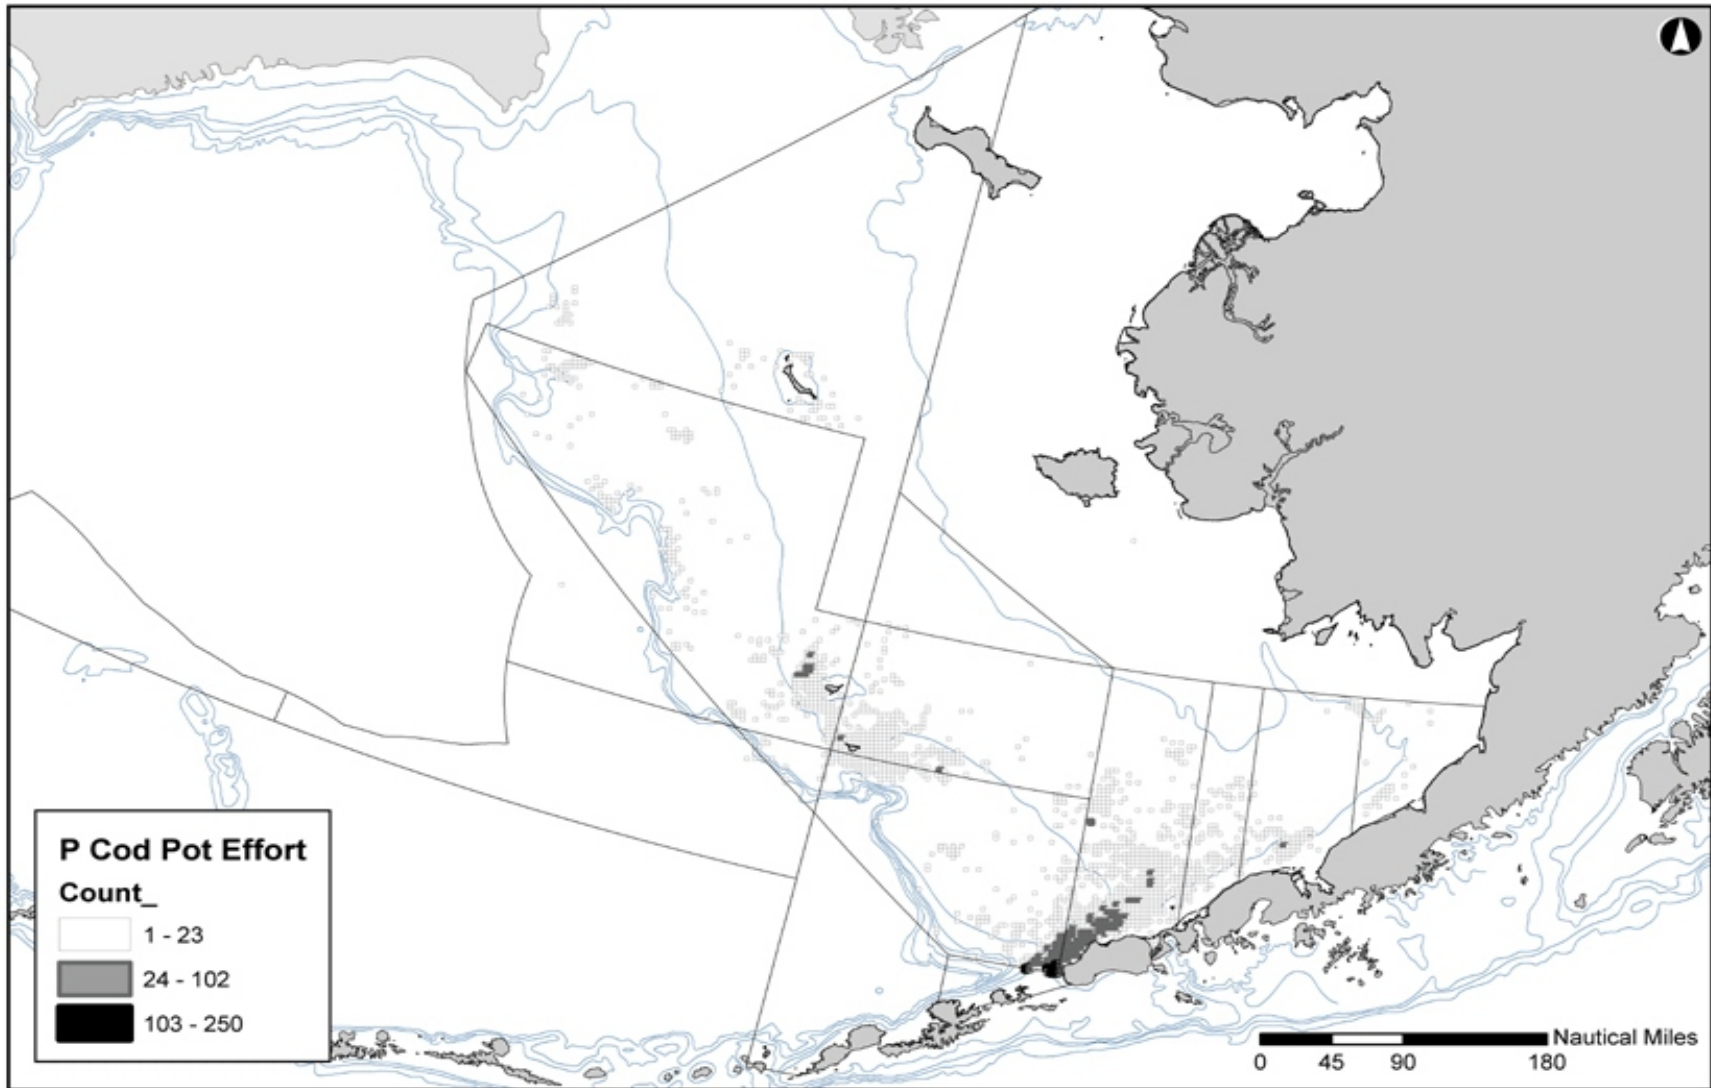 P Cod Pot Effort
Count_
1 - 23
24 - 102
103 - 250
Nautical Miles
0 45 90 180